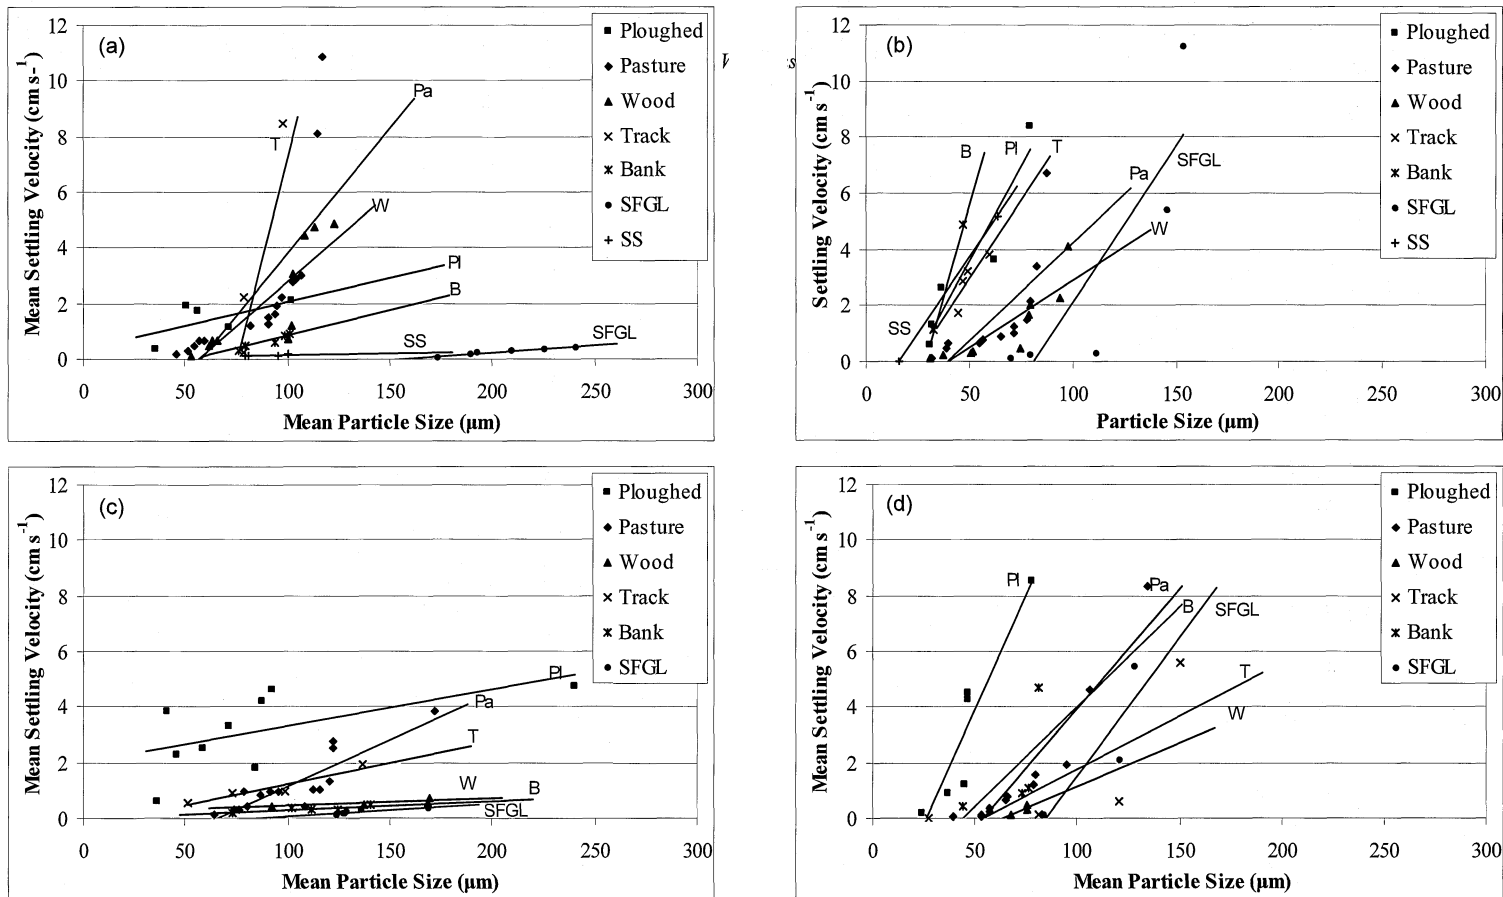 (a)
Mean Settling Velocity (cm s-1)
12
10
8
6
4
2
0
0 50 100 150 200 250 300
Mean Particle Size (µm)
T
Pa
W
Pl
B
SS
SFGL
Ploughed
Pasture
Wood
Track
Bank
SFGL
SS
(b)
Settling Velocity (cm s-1)
12
10
8
6
4
2
0
0 50 100 150 200 250 300
Particle Size (µm)
B
Pl
T
SFGL
Pa
W
SS
Ploughed
Pasture
Wood
Track
Bank
SFGL
SS
(c)
Mean Settling Velocity (cm s-1)
12
10
8
6
4
2
0
0 50 100 150 200 250 300
Mean Particle Size (µm)
Pl
Pa
T
W
B
SFGL
Ploughed
Pasture
Wood
Track
Bank
SFGL
(d)
Mean Settling Velocity (cm s-1)
12
10
8
6
4
2
0
0 50 100 150 200 250 300
Mean Particle Size (µm)
Pl
Pa
B
SFGL
T
W
Ploughed
Pasture
Wood
Track
Bank
SFGL